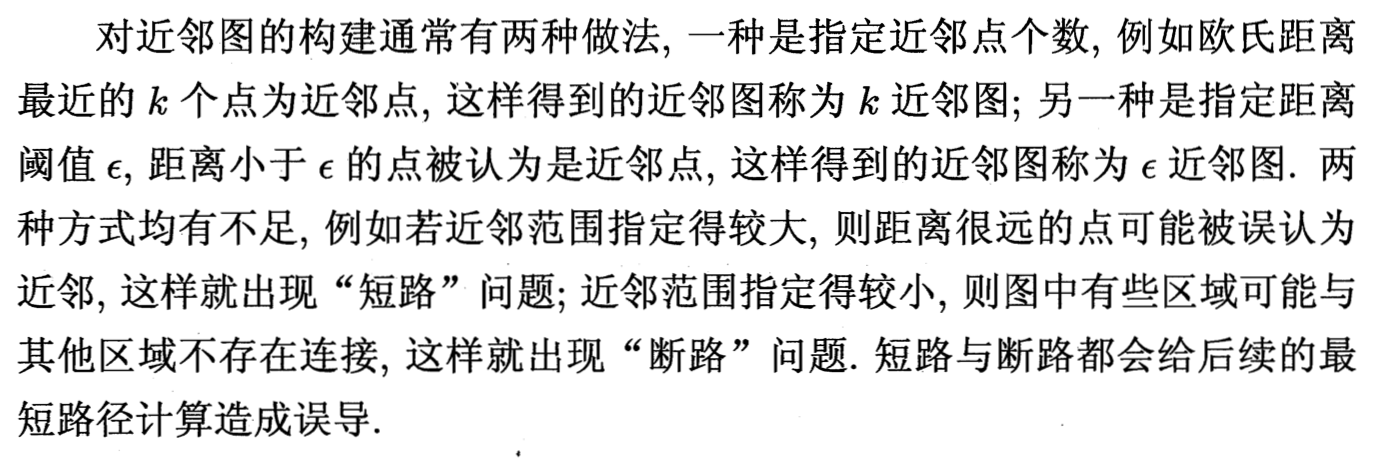 对近邻图的构建通常有两种做法, 一种是指定近邻点个数, 例如欧氏距离
最近的 k 个点为近邻点, 这样得到的近邻图称为 k 近邻图; 另一种是指定距离
阈值 ϵ, 距离小于 ϵ 的点被认为是近邻点, 这样得到的近邻图称为 ϵ 近邻图. 两
种方式均有不足, 例如若近邻范围指定得较大, 则距离很远的点可能被误认为
近邻, 这样就出现“短路”问题; 近邻范围指定得较小, 则图中有些区域可能与
其他区域不存在连接, 这样就出现“断路”问题. 短路与断路都会给后续的最
短路径计算造成误导.